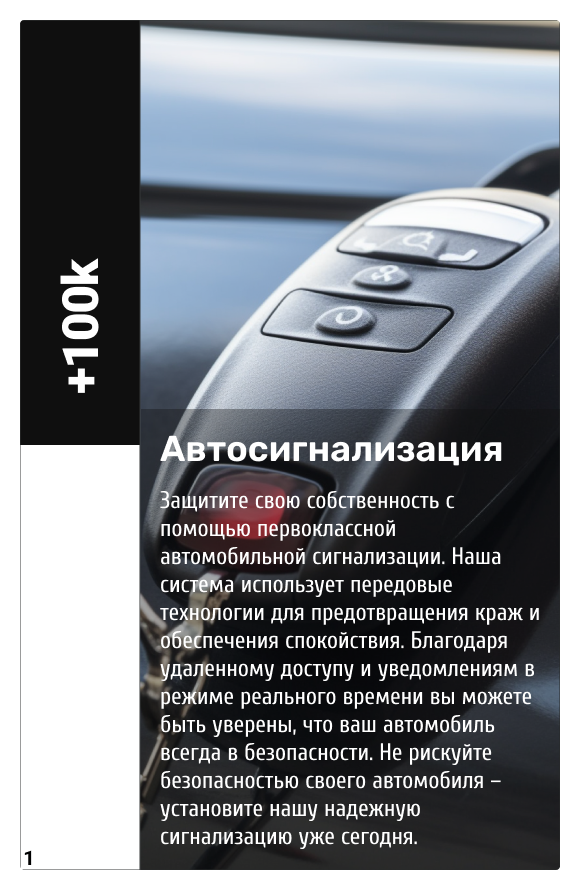 +100k
Автосигнализация
Защитите свою собственность с
помощью первоклассной
автомобильной сигнализации. Наша
система использует передовые
технологии для предотвращения краж и
обеспечения спокойствия. Благодаря
удаленному доступу и уведомлениям в
режиме реального времени вы можете
быть уверены, что ваш автомобиль
всегда в безопасности. Не рискуйте
безопасностью своего автомобиля –
установите нашу надежную
сигнализацию уже сегодня.
1